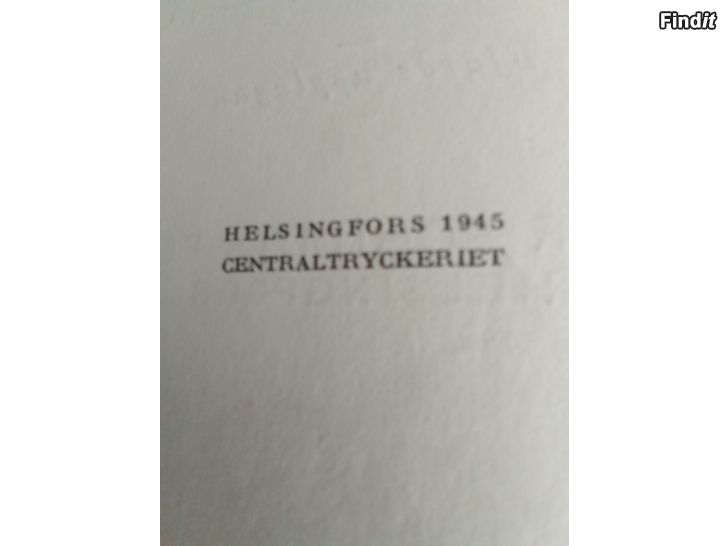 Findit
HELSINGFORS 1945
CENTRALTRYCKERIET